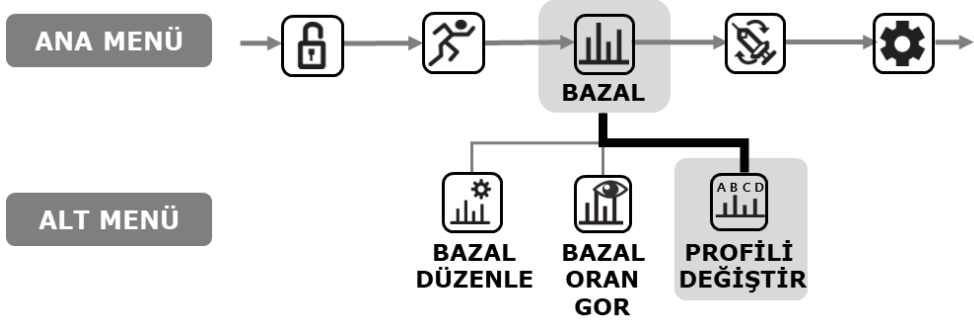 ANA MENÜ
BAZAL
ALT MENÜ
A B C D
BAZAL
DÜZENLE
BAZAL
ORAN
GOR
PROFİLİ
DEĞİŞTİR